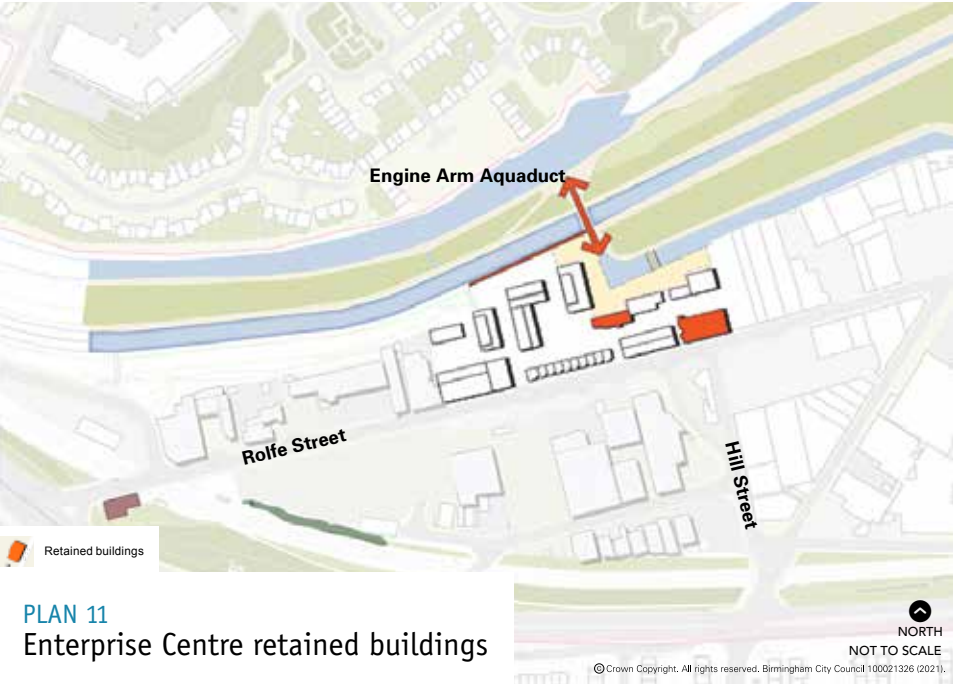 Engine Arm Aquaduct
Rolfe Street
Hill Street
Retained buildings
PLAN 11
Enterprise Centre retained buildings
NORTH
NOT TO SCALE
© Crown Copyright. All rights reserved. Birmingham City Council 100021326 (2021).